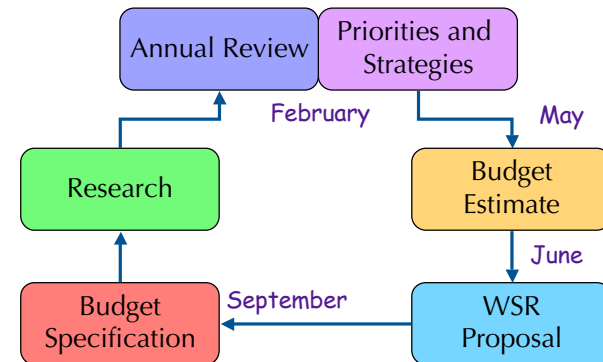 Annual Review
Priorities and
Strategies
February
May
Research
Budget
Estimate
June
Budget
Specification
September
WSR
Proposal